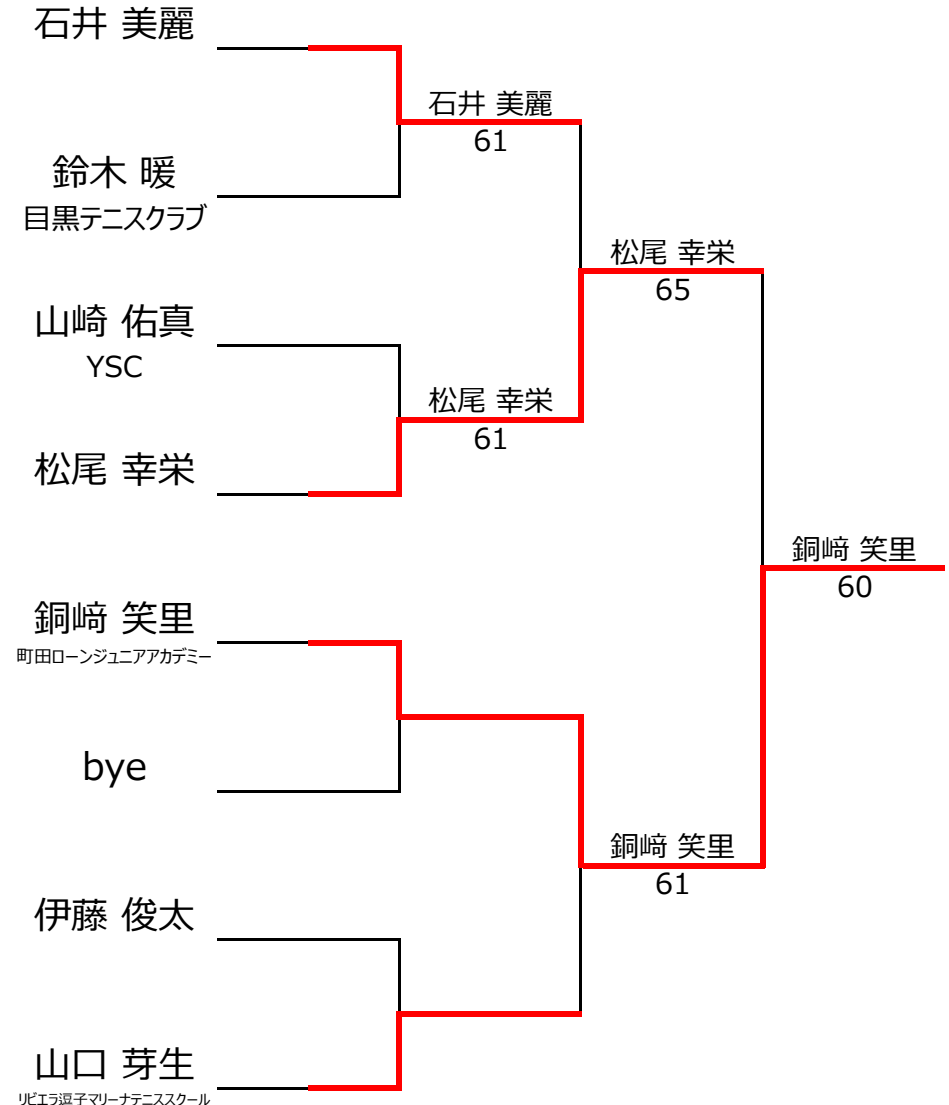 石井 美麗
鈴木 暖
目黒テニスクラブ
山崎 佑真
YSC
松尾 幸栄
銅﨑 笑里
町田ローンジュニアアカデミー
bye
伊藤 俊太
山口 芽生
リビエラ逗子マリーナテニススクール
石井 美麗
61
松尾 幸栄
61
松尾 幸栄
65
銅﨑 笑里
61
銅﨑 笑里
60